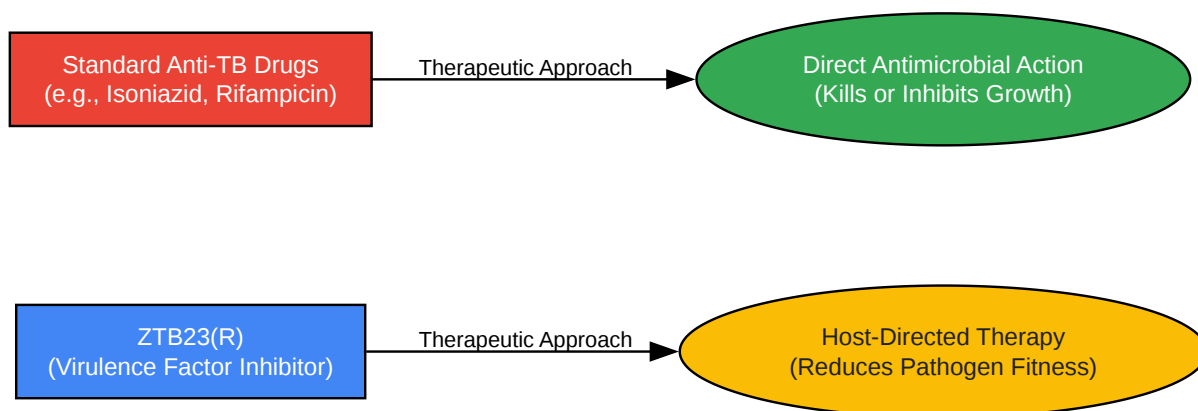 Standard Anti-TB Drugs
(e.g., Isoniazid, Rifampicin)
Therapeutic Approach
Direct Antimicrobial Action
(Kills or Inhibits Growth)
ZTB23(R)
(Virulence Factor Inhibitor)
Therapeutic Approach
Host-Directed Therapy
(Reduces Pathogen Fitness)